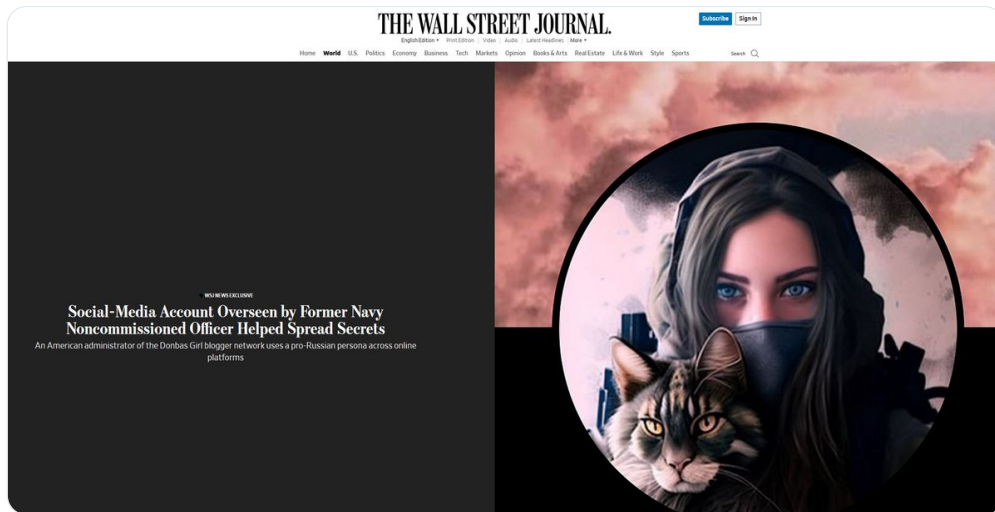 THE WALL STREET JOURNAL.
Subscribe Sign In
English Edition Print Edition Video Audio Latest Headlines More
Home World U.S. Politics Economy Business Tech Markets Opinion Books & Arts Real Estate Life & Work Style Sports
Search
WSJ NEWS EXCLUSIVE
Social-Media Account Overseen by Former Navy
Noncommissioned Officer Helped Spread Secrets
An American administrator of the Donbas Girl blogger network uses a pro-Russian persona across online
platforms